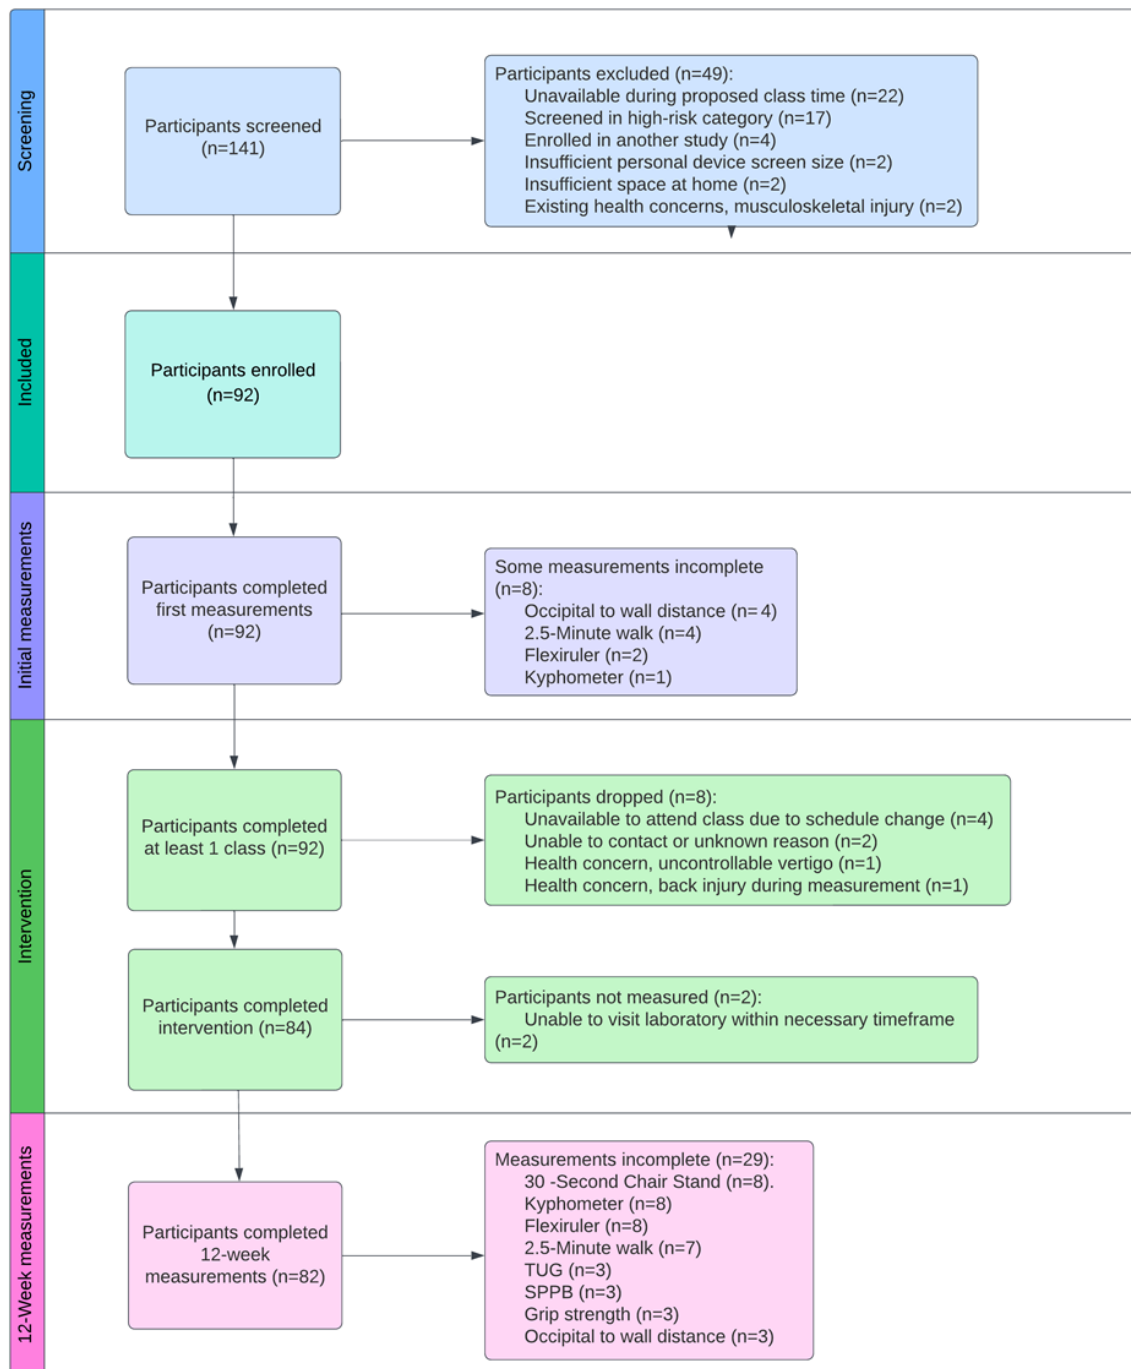 Screening
Participants screened
(n=141)
Participants excluded (n=49):
Unavailable during proposed class time (n=22)
Screened in high-risk category (n=17)
Enrolled in another study (n=4)
Insufficient personal device screen size (n=2)
Insufficient space at home (n=2)
Existing health concerns, musculoskeletal injury (n=2)
Included
Participants enrolled
(n=92)
Initial measurements
Participants completed
first measurements
(n=92)
Some measurements incomplete
(n=8):
Occipital to wall distance (n= 4)
2.5-Minute walk (n=4)
Flexiruler (n=2)
Kyphometer (n=1)
Intervention
Participants completed
at least 1 class (n=92)
Participants dropped (n=8):
Unavailable to attend class due to schedule change (n=4)
Unable to contact or unknown reason (n=2)
Health concern, uncontrollable vertigo (n=1)
Health concern, back injury during measurement (n=1)
Participants completed
intervention (n=84)
Participants not measured (n=2):
Unable to visit laboratory within necessary timeframe
(n=2)
12-Week measurements
Participants completed
12-week
measurements (n=82)
Measurements incomplete (n=29):
30 -Second Chair Stand (n=8).
Kyphometer (n=8)
Flexiruler (n=8)
2.5-Minute walk (n=7)
TUG (n=3)
SPPB (n=3)
Grip strength (n=3)
Occipital to wall distance (n=3)